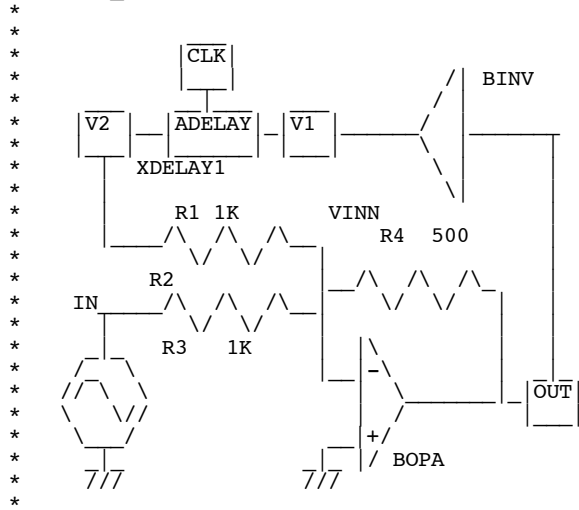 CLK
BINV
V2 ADELAY V1
XDELAY1
R1 1K VINN
R4 500
R2
IN
R3 1K
-
OUT
+
BOPA